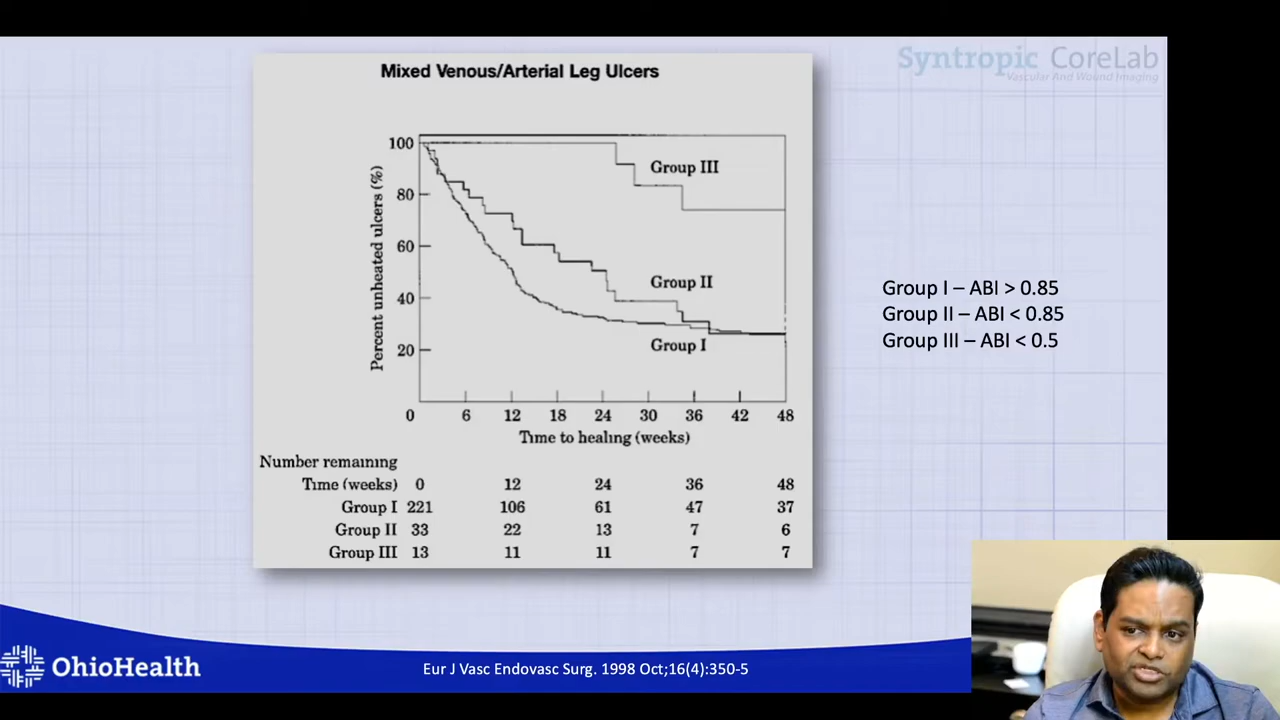 Syntropic CoreLab
Vascular And Wound Imaging
Mixed Venous/Arterial Leg Ulcers
Percent unheated ulcers (%)
100
80
60
40
20
Group III
Group II
Group I
0 6 12 18 24 30 36 42 48
Time to healing (weeks)
Number remaining
Time (weeks) 0 12 24 36 48
Group I 221 106 61 47 37
Group II 33 22 13 7 6
Group III 13 11 11 7 7
Group I – ABI > 0.85
Group II – ABI < 0.85
Group III – ABI < 0.5
OhioHealth
Eur J Vasc Endovasc Surg. 1998 Oct;16(4):350-5